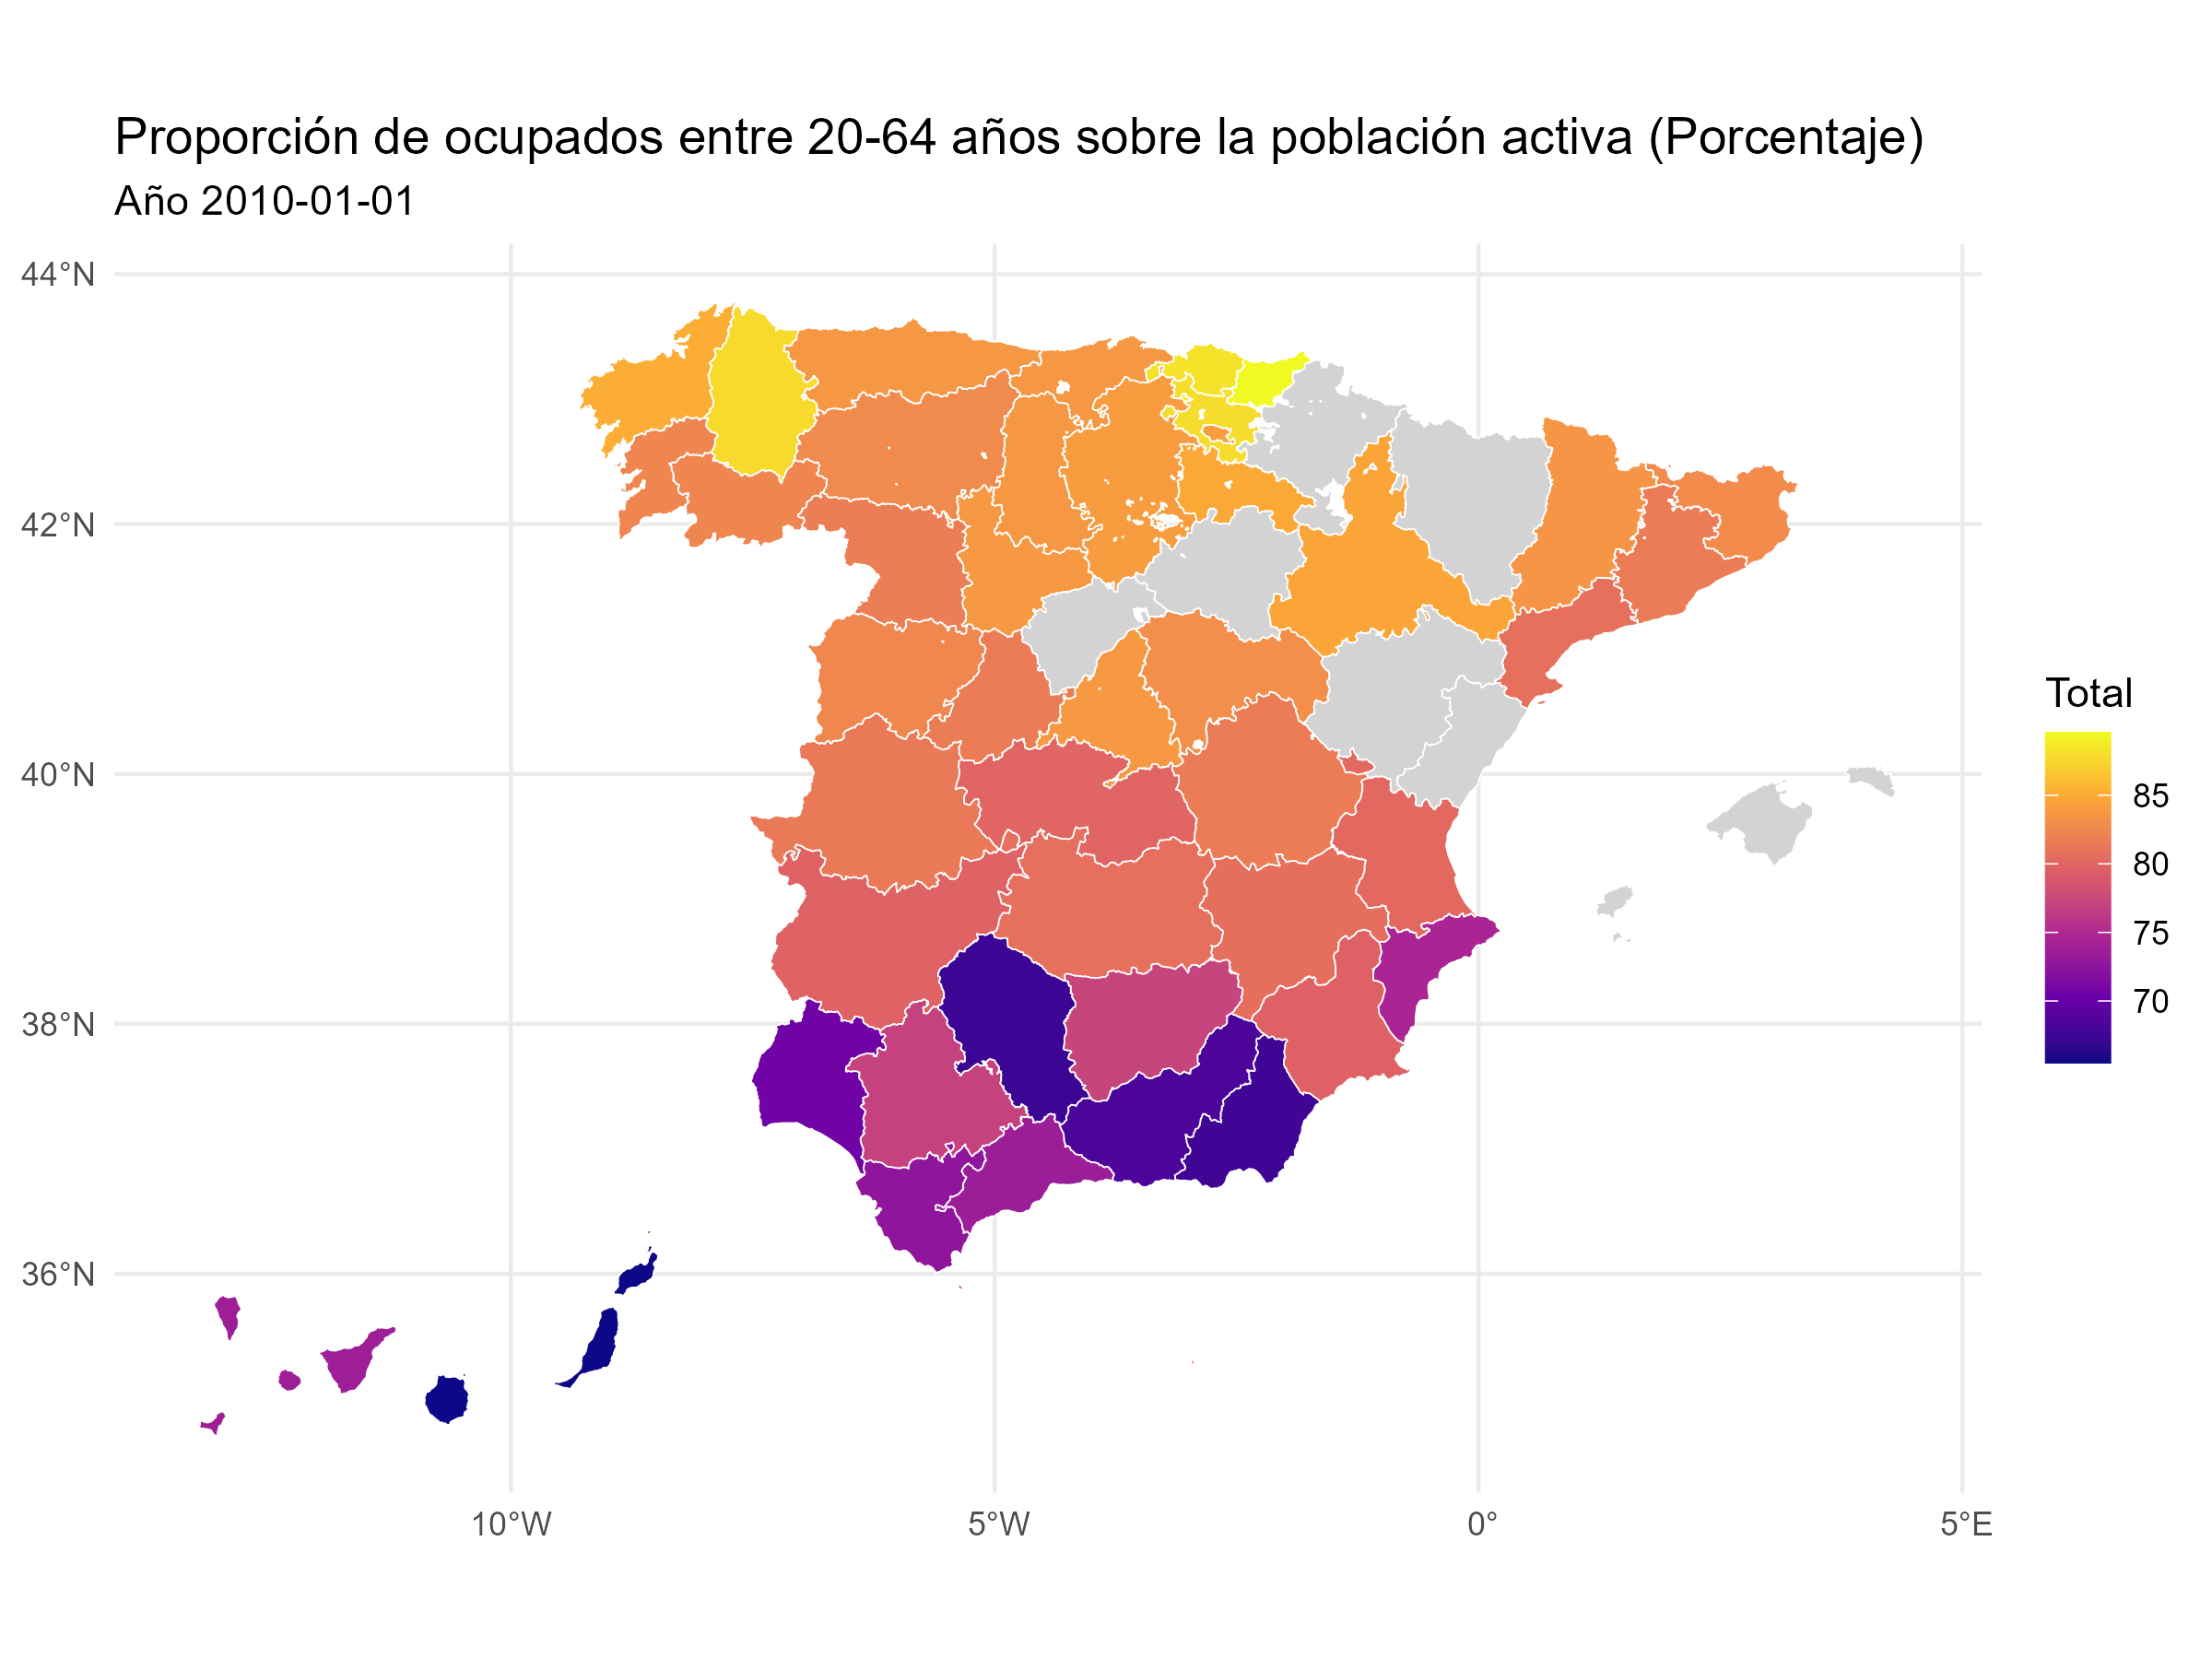 Proporción de ocupados entre 20-64 años sobre la población activa (Porcentaje)
Año 2010-01-01
44°N
42°N
40°N
38°N
36°N
10°W
5°W
0°
5°E
Total
85
80
75
70